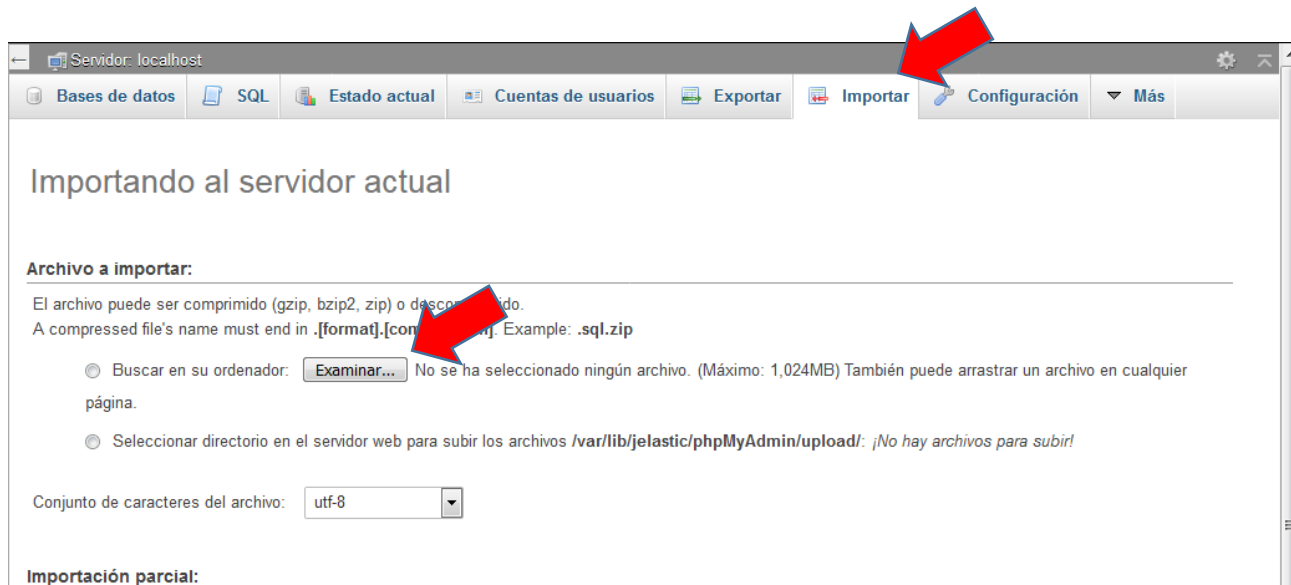 Servidor: localhost
Bases de datos SQL Estado actual Cuentas de usuarios Exportar Importar Configuración Más
Importando al servidor actual
Archivo a importar:
El archivo puede ser comprimido (gzip, bzip2, zip) o
A compressed file's name must end in .[format]. Example: .sql.zip
Buscar en su ordenador: Examinar... No se ha seleccionado ningún archivo. (Máximo: 1,024MB) También puede arrastrar un archivo en cualquier
página.
Seleccionar directorio en el servidor web para subir los archivos /var/lib/jelastic/phpMyAdmin/upload/: ¡No hay archivos para subir!
Conjunto de caracteres del archivo: utf-8
Importación parcial: